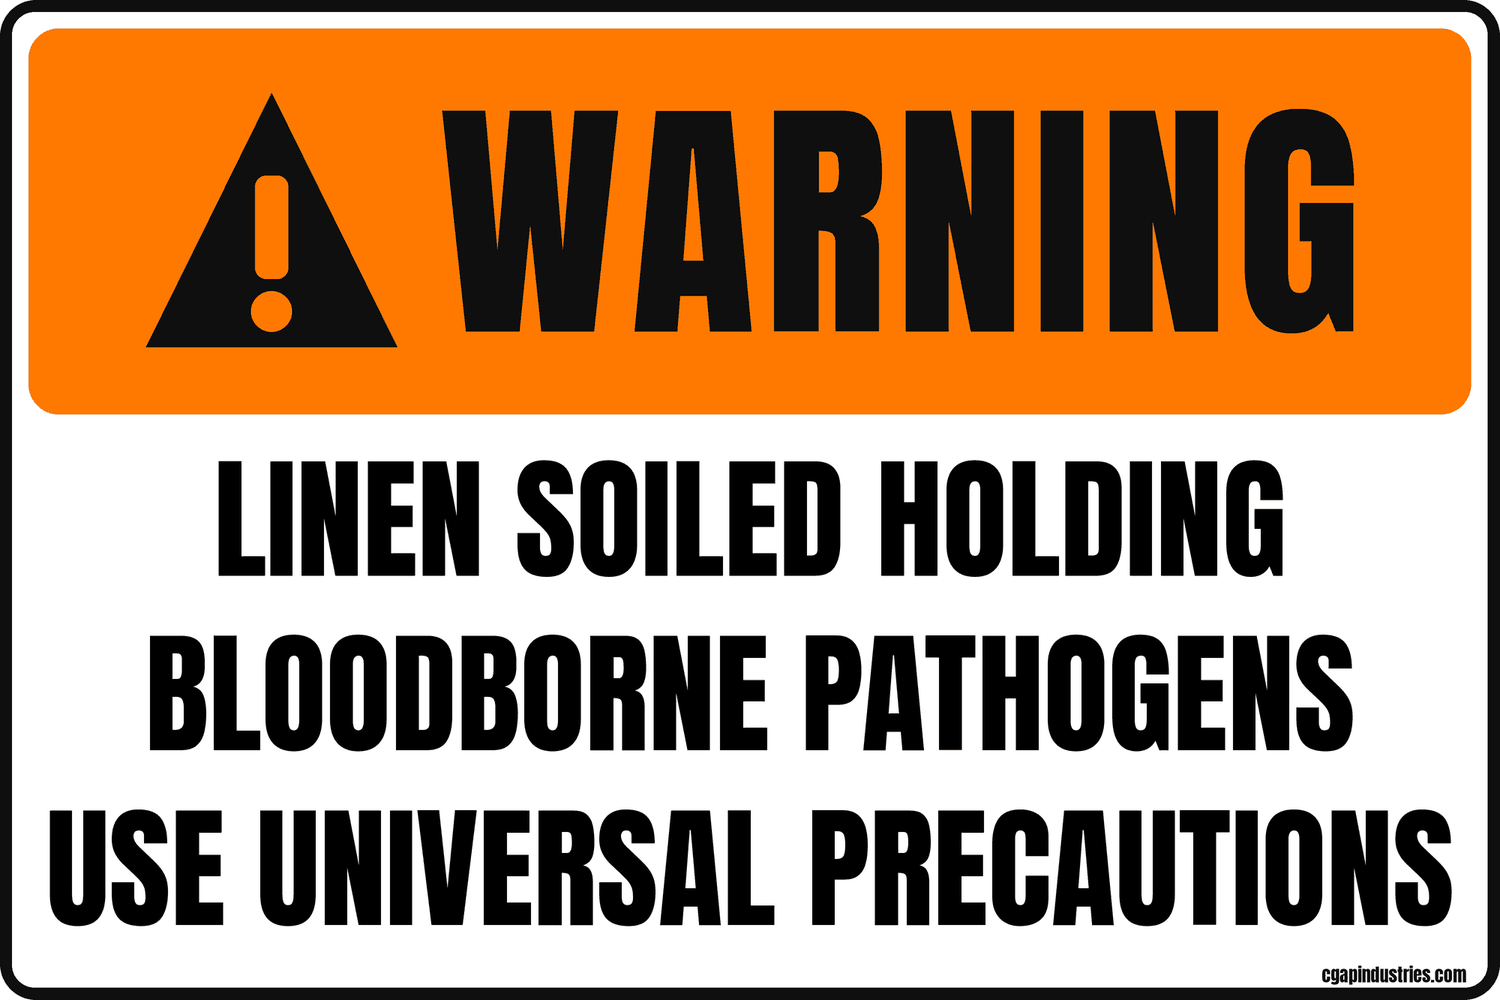 WARNING
LINEN SOILED HOLDING
BLOODBORNE PATHOGENS
USE UNIVERSAL PRECAUTIONS
cgapindustries.com